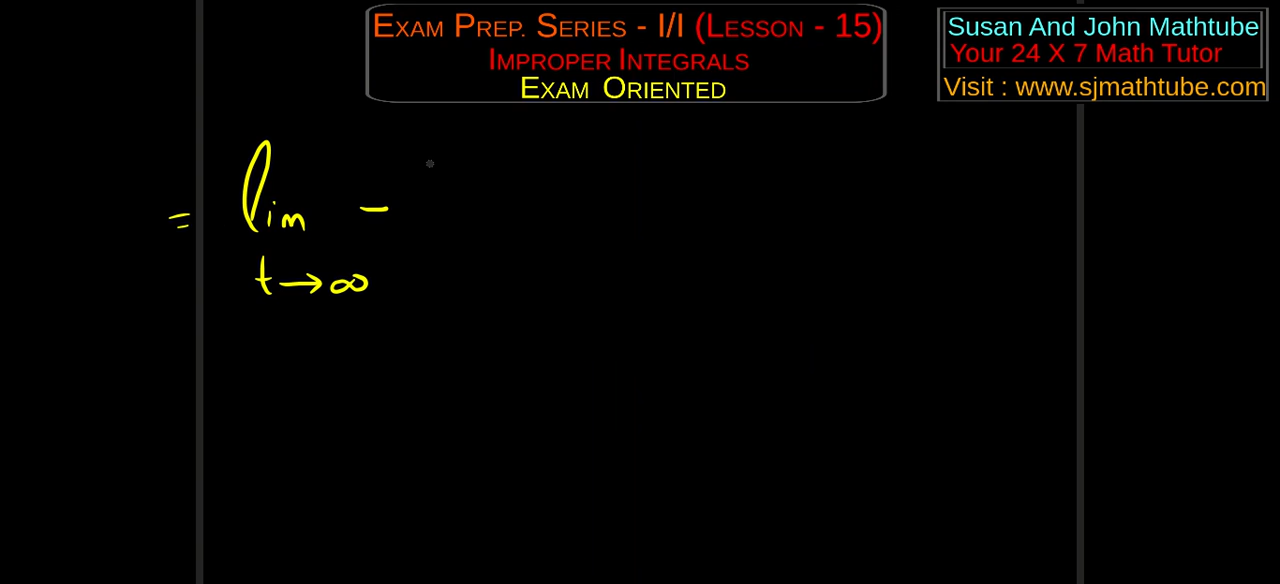 Exam Prep. Series - I/I (Lesson - 15)
Improper Integrals
Exam Oriented
Susan And John Mathtube
Your 24 X 7 Math Tutor
Visit : www.sjmathtube.com
= lim -
t → ∞